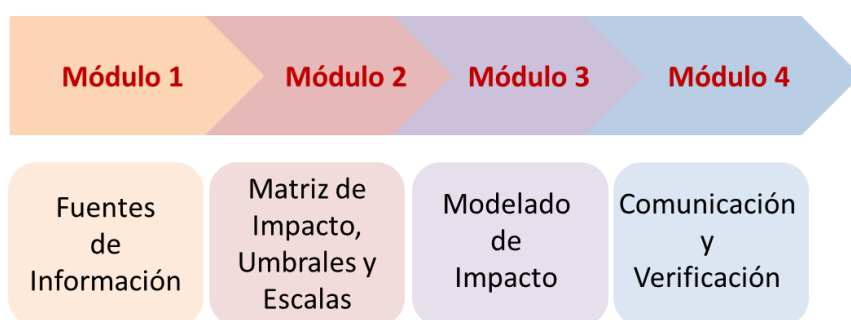 Módulo 1
Módulo 2
Módulo 3
Módulo 4
Fuentes
de
Información
Matriz de
Impacto,
Umbrales y
Escalas
Modelado
de
Impacto
Comunicación
y
Verificación